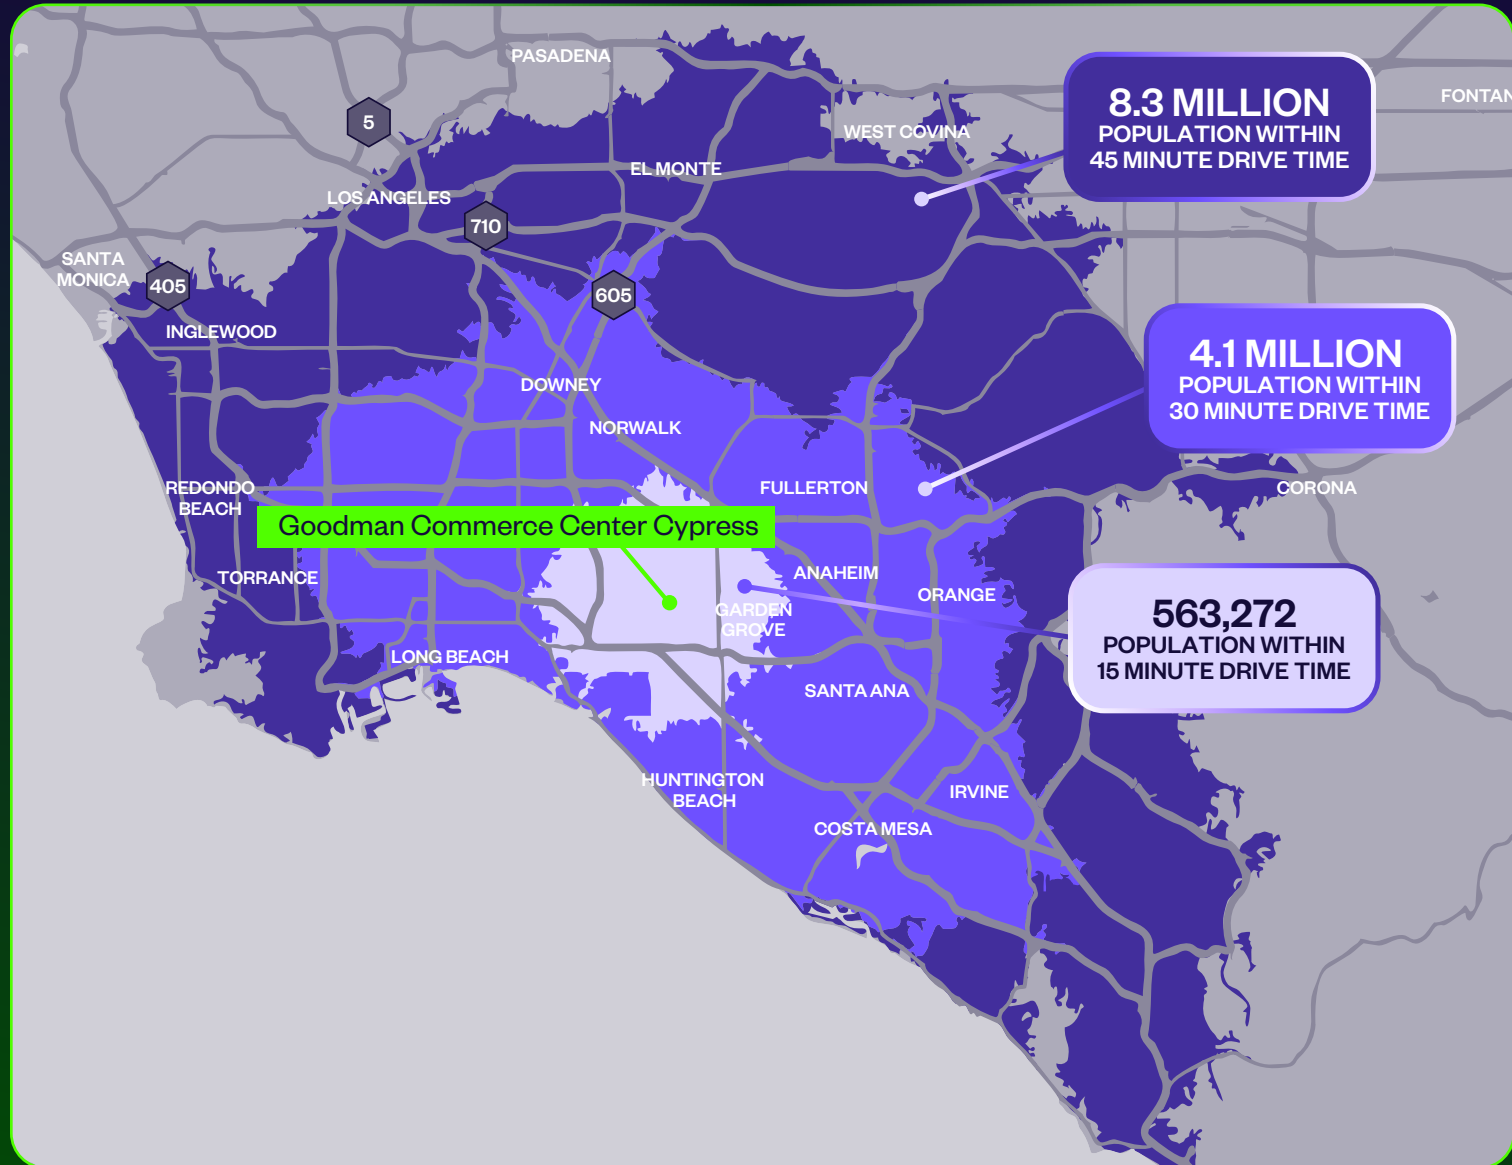 PASADENA
8.3 MILLION
POPULATION WITHIN
45 MINUTE DRIVE TIME
FONTAN
5
WEST COVINA
EL MONTE
LOS ANGELES
710
SANTA
MONICA
405
605
INGLEWOOD
4.1 MILLION
POPULATION WITHIN
30 MINUTE DRIVE TIME
DOWNEY
NORWALK
REDONDO
BEACH
FULLERTON
CORONA
Goodman Commerce Center Cypress
TORRANCE
ANAHEIM
ORANGE
GARDEN
GROVE
563,272
POPULATION WITHIN
15 MINUTE DRIVE TIME
LONG BEACH
SANTA ANA
HUNTINGTON
BEACH
IRVINE
COSTA MESA